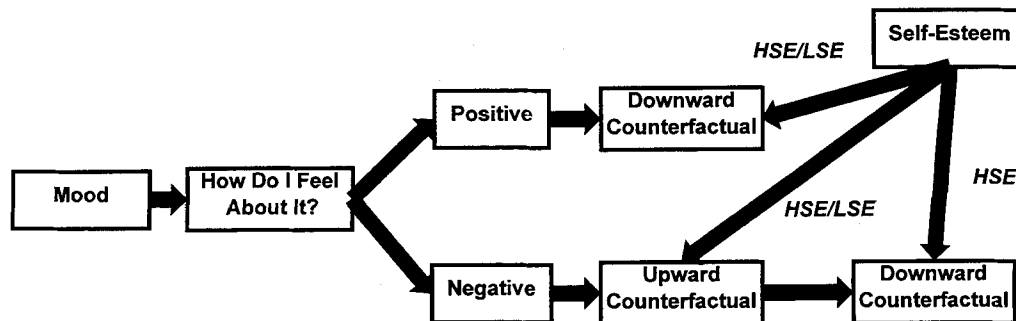 Self-Esteem
HSE/LSE
Positive
Downward
Counterfactual
Mood
How Do I Feel
About It?
HSE/LSE
HSE
Negative
Upward
Counterfactual
Downward
Counterfactual